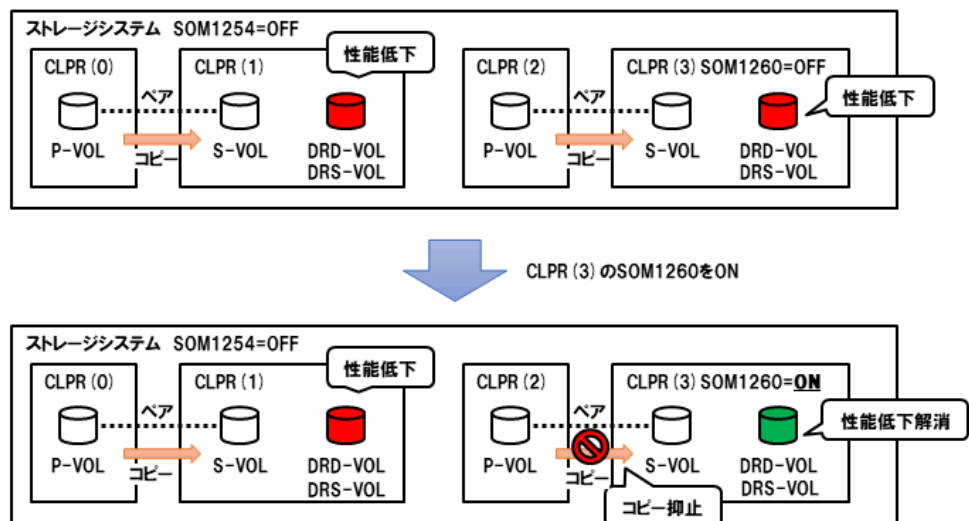 ストレージシステム SOM1254=OFF
CLPR(0)
CLPR(1)
性能低下
ペア
P-VOL
コピー
S-VOL
DRD-VOL
DRS-VOL
CLPR(2)
CLPR(3) SOM1260=OFF
性能低下
ペア
P-VOL
コピー
S-VOL
DRD-VOL
DRS-VOL
CLPR(3)のSOM1260をON
ストレージシステム SOM1254=OFF
CLPR(0)
CLPR(1)
性能低下
ペア
P-VOL
コピー
S-VOL
DRD-VOL
DRS-VOL
CLPR(2)
CLPR(3) SOM1260=ON
性能低下解消
ペア
P-VOL
コピー
S-VOL
DRD-VOL
DRS-VOL
コピー抑止